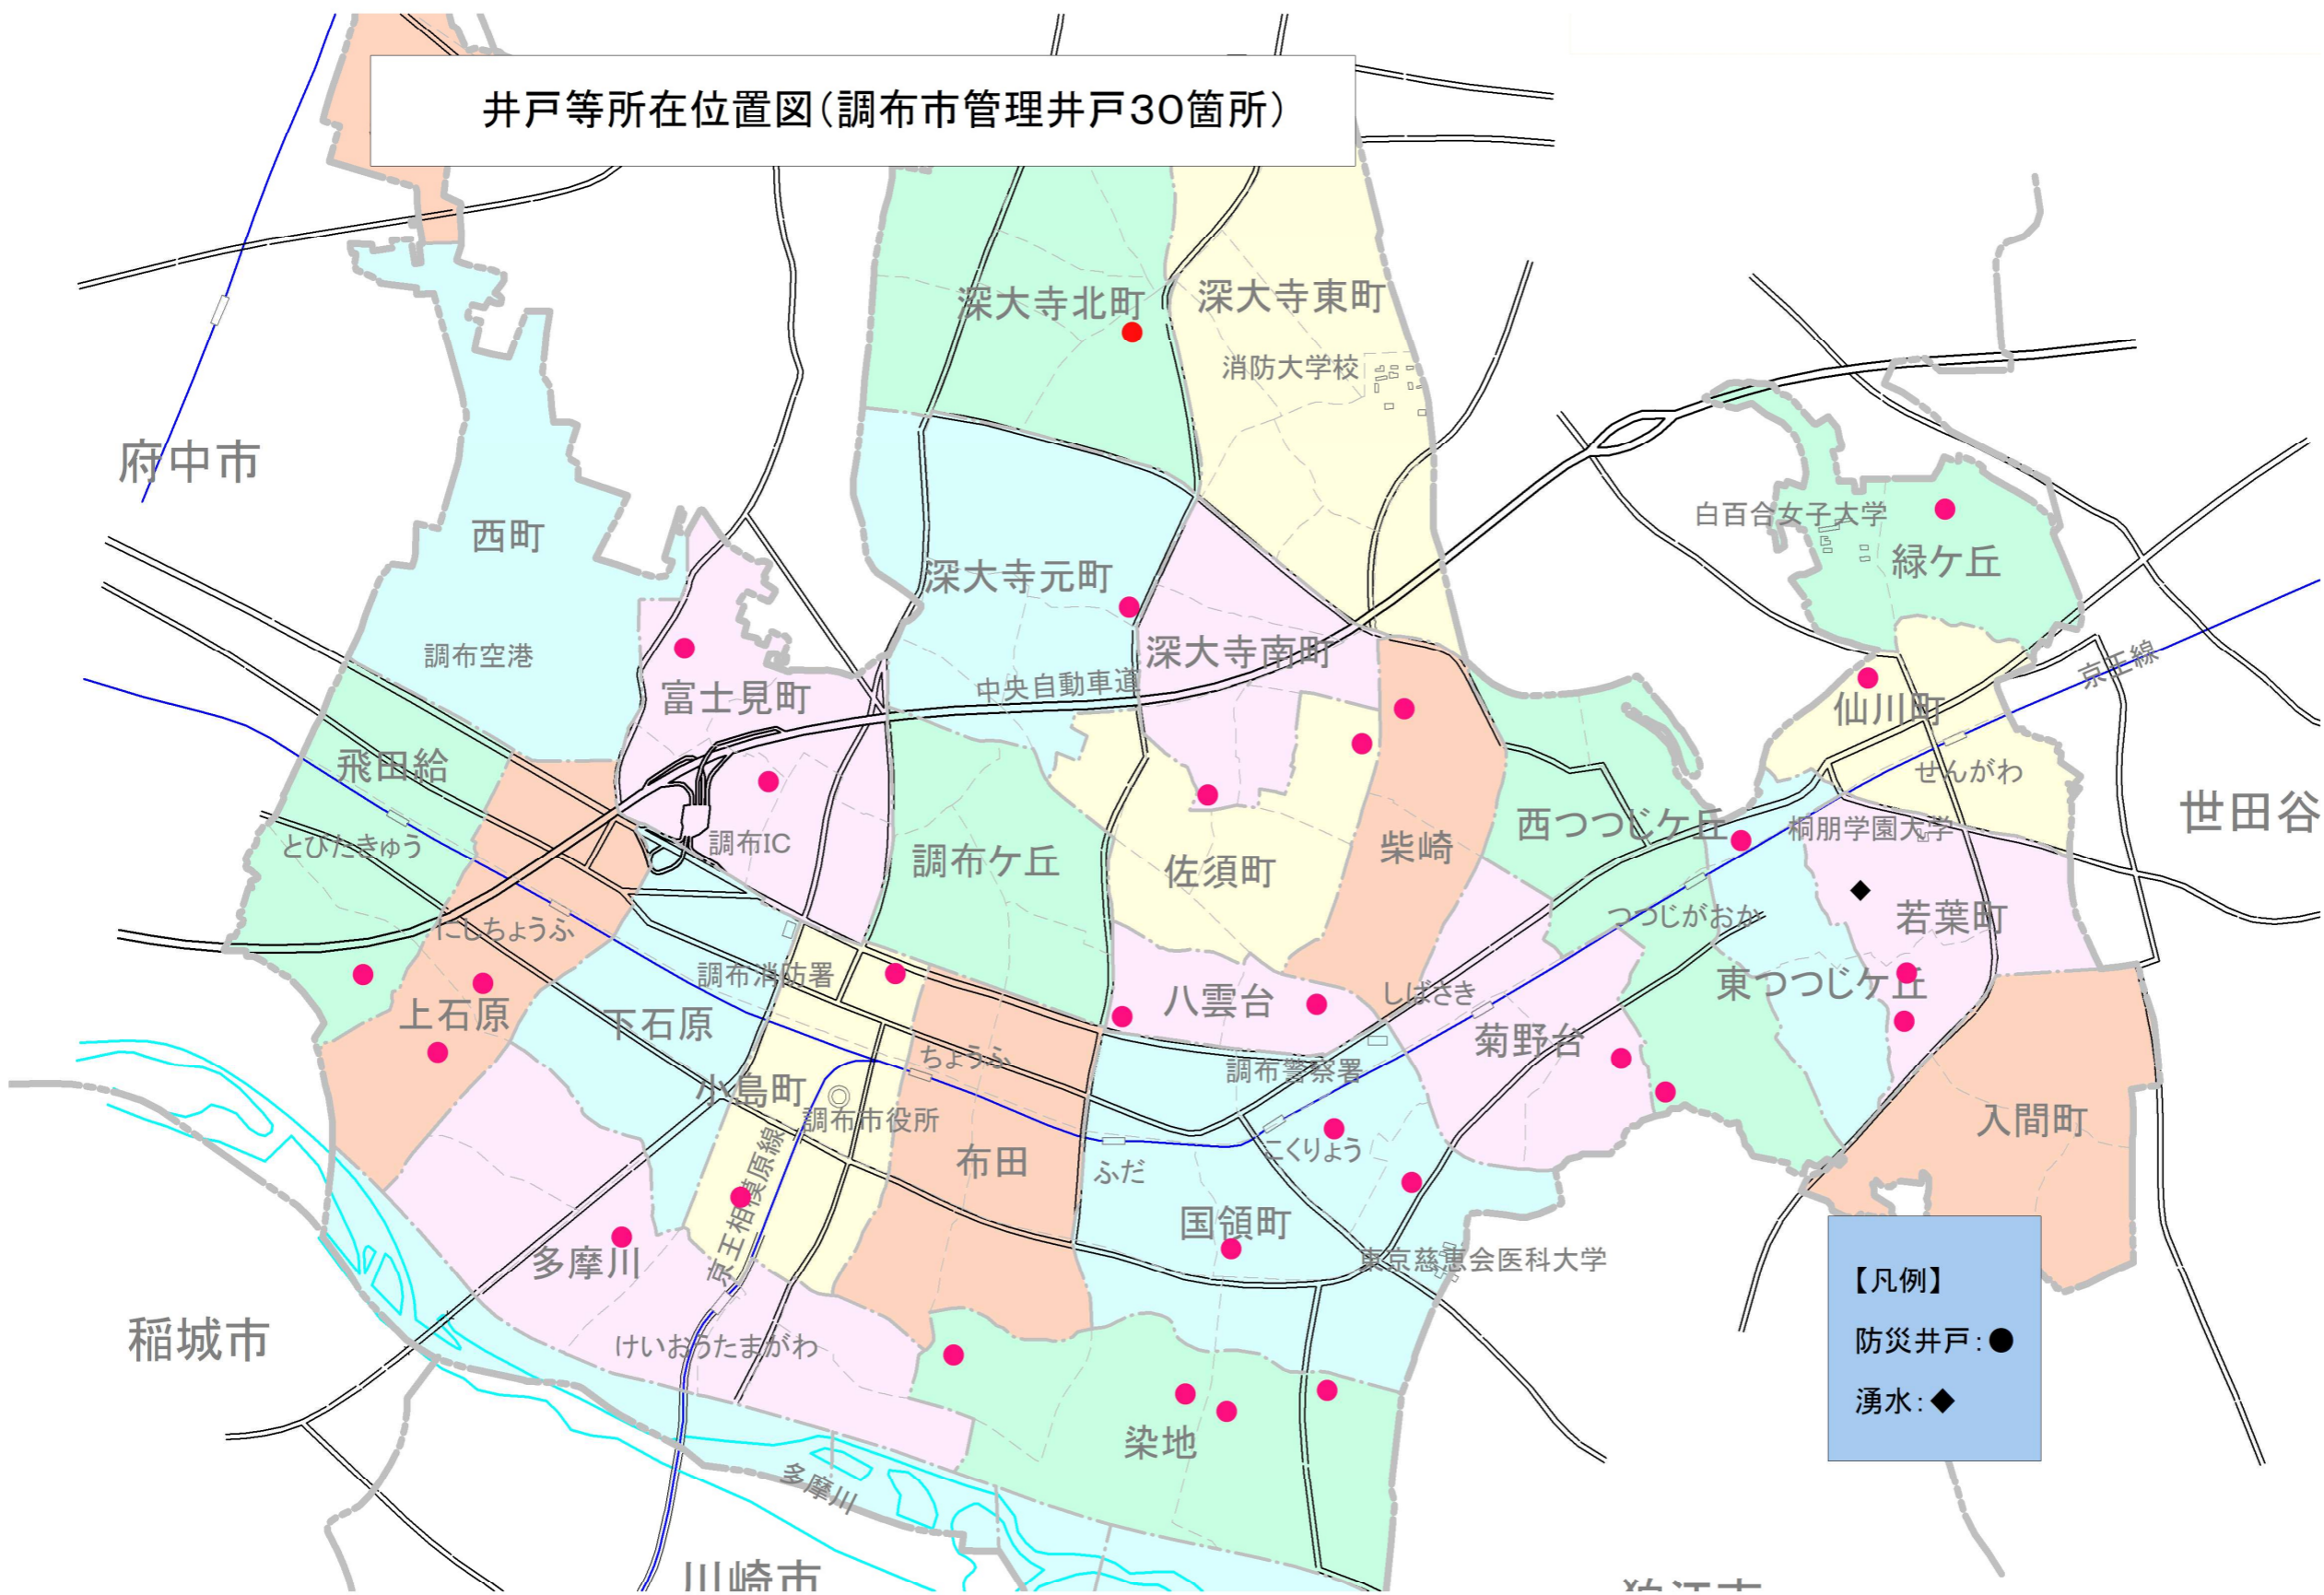 井戸等所在位置図(調布市管理井戸30箇所)
深大寺北町
深大寺東町
消防大学校
府中市
西町
白百合女子大学
緑ケ丘
深大寺元町
調布空港
深大寺南町
京王線
富士見町
中央自動車道
仙川町
飛田給
せんがわ
世田谷
とびたきゅう
調布IC
調布ケ丘
佐須町
柴崎
西つつじケ丘
桐朋学園大学
にしちょうふ
つつじがおか
若葉町
調布消防署
東つつじケ丘
上石原
下石原
八雲台
しばさき
菊野台
ちょうふ
調布警察署
小島町
調布市役所
入間町
布田
ふだ
こくりょう
京王相模原線
国領町
東京慈恵会医科大学
多摩川
稲城市
けいおうたまがわ
【凡例】
防災井戸:●
湧水:◆
染地
多摩川
川崎市